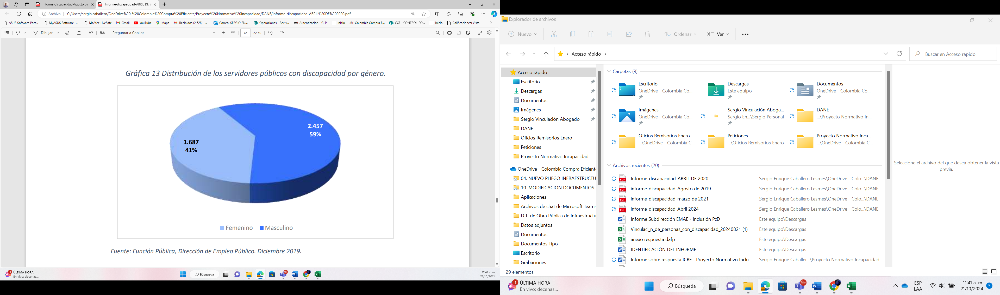 informe-discapacidad-Agosto de
Informe-discapacidad-ABRIL DE 2
Archivo
C:/Users/sergio.caballero/OneDrive%20-%20Colombia%20Compra%20Eficiente/Proyecto%20Normativo%20Incapacidad/DANE/Informe-discapacidad-ABRIL%20DE%202020.pdf
ASUS Software Port...
MyASUS Software -...
McAfee LiveSafe
Gmail
YouTube
Maps
Recibidos (2,628) -...
Correo: SERGIO EN...
Operaciones - Revis...
Autenticación - GLPI
Inicio
Colombia Compra E...
CCE - CONTROL-PQ...
Inicio
Calificaciones: Vista
Dibujar
Preguntar a Copilot
45
de 60
Gráfica 13 Distribución de los servidores públicos con discapacidad por género.
2.457
59%
1.687
41%
Femenino
Masculino
Fuente: Función Pública, Dirección de Empleo Público. Diciembre 2019.
1
ÚLTIMA HORA
En vivo: decenas...
Búsqueda
9+
11:41 a. m.
21/10/2024
Explorador de archivos
Nuevo
Ordenar
Ver
Acceso rápido
Buscar en Acceso rápido
Acceso rápido
Escritorio
Descargas
Documentos
Imágenes
Sergio Vinculación Abogado
DANE
Oficios Remisorios Enero
Peticiones
Proyecto Normativo Incapacidad
OneDrive - Colombia Compra Eficiente
04. NUEVO PLIEGO INFRAESTRUCTU
10. MODIFICACION DOCUMENTOS T
Aplicaciones
Archivos de chat de Microsoft Teams
D.T. de Obra Pública de Infraestructu
Datos adjuntos
Documentos
Documentos Tipo
Escritorio
Grabaciones
Carpetas (9)
Escritorio
OneDrive - Colombia Co...
Descargas
Este equipo
Documentos
OneDrive - Colombia Co...
Imágenes
OneDrive - Colombia Co...
Sergio Vinculación Aboga...
Sergio En...\Sergio Personal
DANE
...\Proyecto Normativo In...
Oficios Remisorios Enero
...\OneDrive - Colombia C...
Peticiones
...\Oficios Remisorios Enero
Proyecto Normativo Inca...
...\OneDrive - Colombia C...
Archivos recientes (20)
Informe-discapacidad-ABRIL DE 2020
Sergio Enrique Caballero Lesmes\OneDrive - Colo...\DANE
informe-discapacidad-Agosto de 2019
Sergio Enrique Caballero Lesmes\OneDrive - Colo...\DANE
informe-discapacidad-marzo de 2021
Sergio Enrique Caballero Lesmes\OneDrive - Colo...\DANE
informe-discapacidad-Abril 2024
Sergio Enrique Caballero Lesmes\OneDrive - Colo...\DANE
Informe Subdirección EMAE - Inclusión PcD
Este equipo\Descargas
Vinculaci_n_de_personas_con_discapacidad_20240821 (1)
Este equipo\Descargas
anexo respuesta dafp
Este equipo\Descargas
IDENTIFICACIÓN DEL INFORME
Este equipo\Descargas
Informe sobre respuesta ICBF - Proyecto Normativo Inclu...
Sergio Enrique Caballer...\Proyecto Normativo Incapacidad
Seleccione el archivo del que desea obtener la vista
previa.
29 elementos
1
ÚLTIMA HORA
En vivo: decenas...
Búsqueda
9+
ESP
LAA
11:41 a. m.
21/10/2024
3